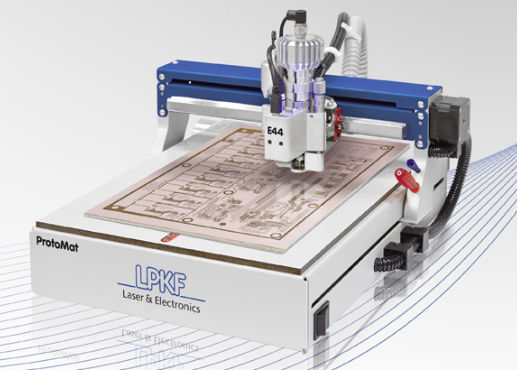 E44
ProtoMat
LPKF
Laser & Electronics